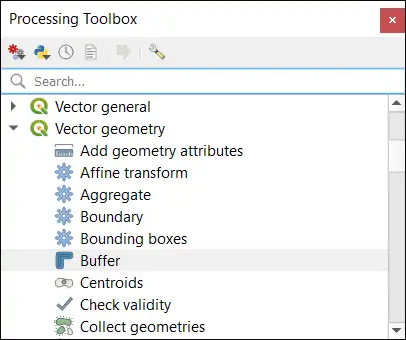 Processing Toolbox
Search...
Vector general
Vector geometry
Add geometry attributes
Affine transform
Aggregate
Boundary
Bounding boxes
Buffer
Centroids
Check validity
Collect geometries